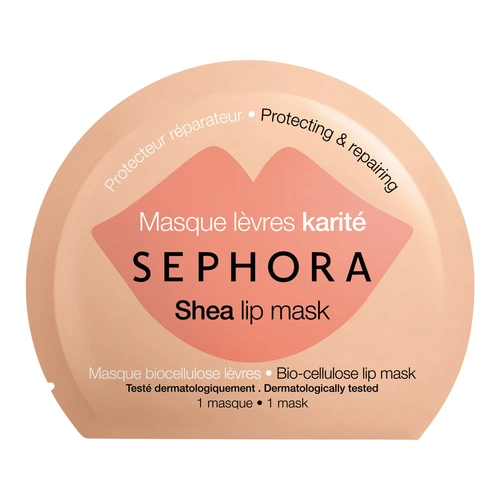 Protecteur réparateur • Protecting & repairing
Masque lèvres karité
SEPHORA
Shea lip mask
Masque biocellulose lèvres • Bio-cellulose lip mask
Testé dermatologiquement . Dermatologically tested
1 masque • 1 mask